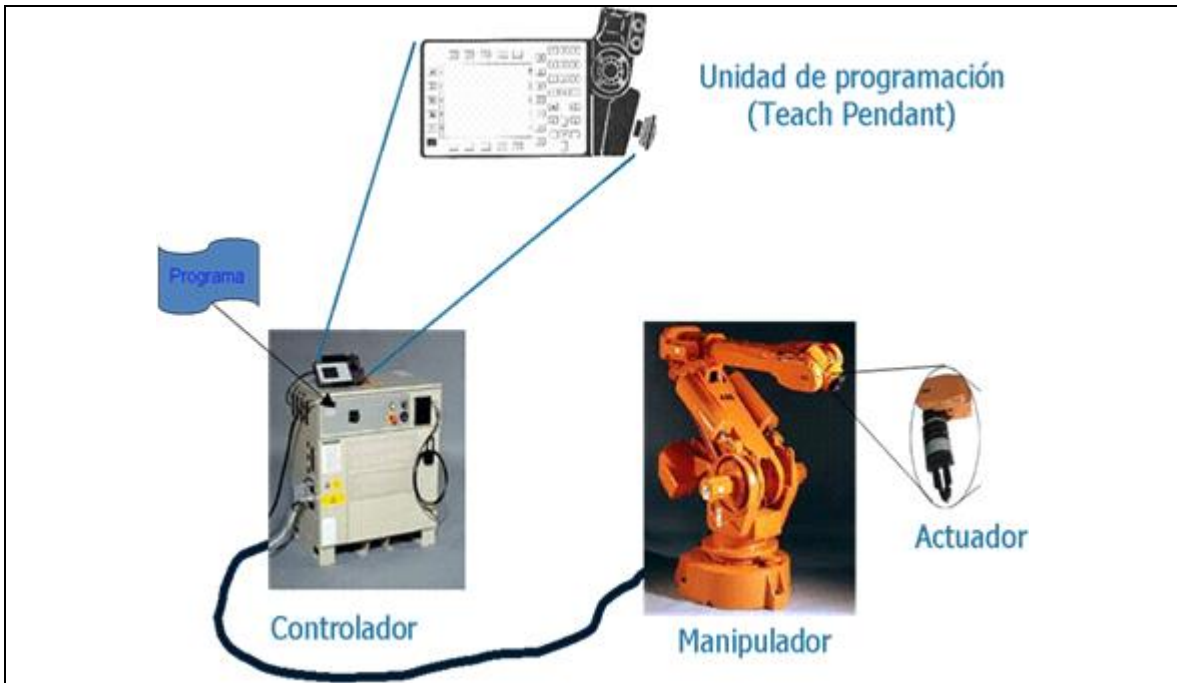 Unidad de programación
(Teach Pendant)
Programa
Controlador
Manipulador
Actuador